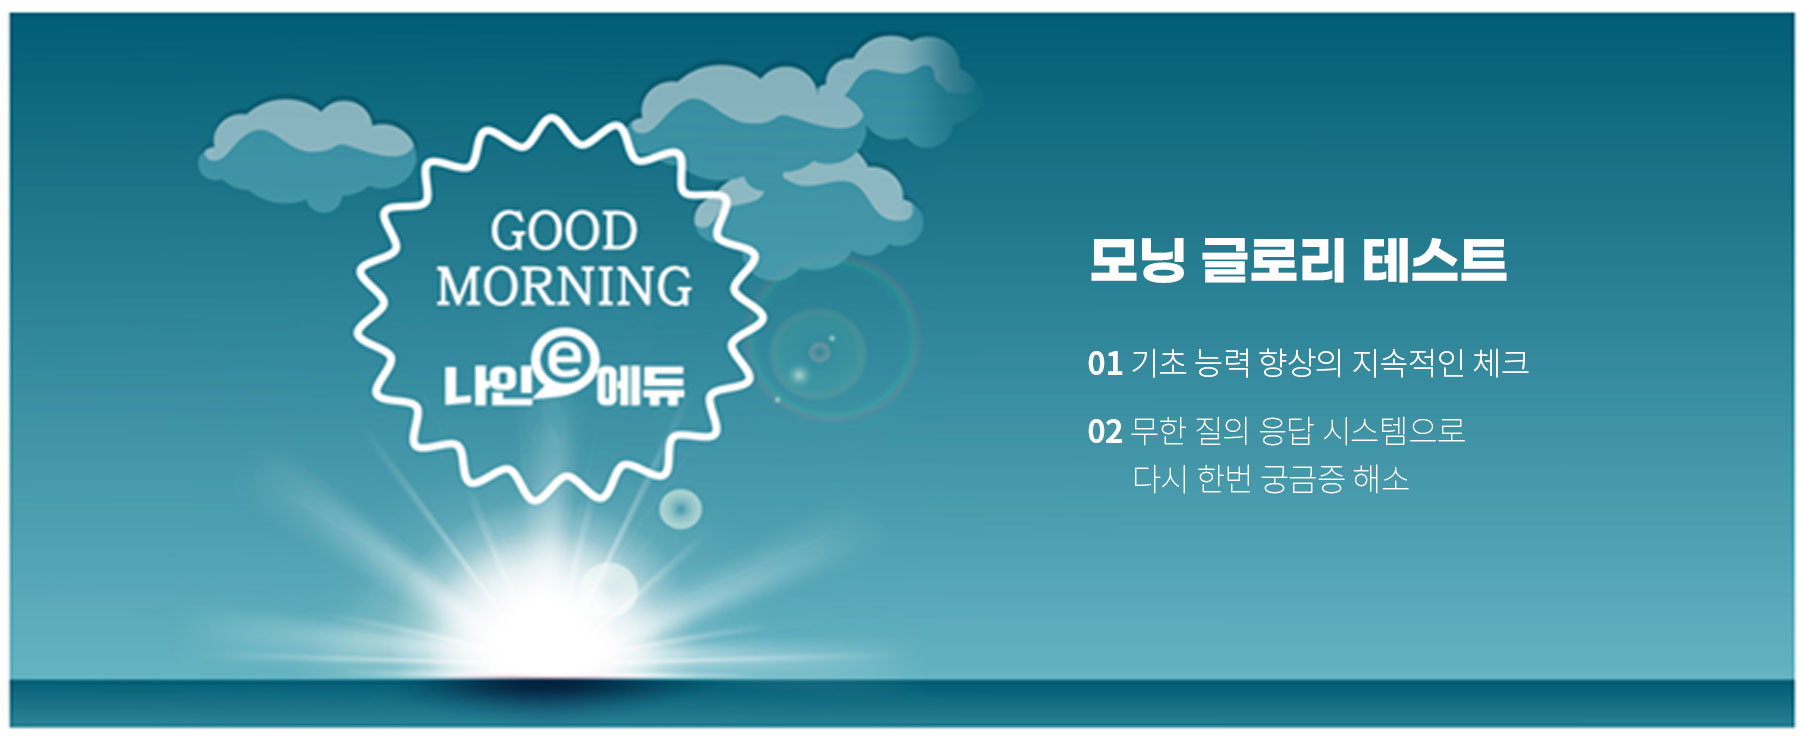 GOOD
MORNING
나인e에듀
모닝 글로리 테스트
01 기초 능력 향상의 지속적인 체크
02 무한 질의 응답 시스템으로
다시 한번 궁금증 해소